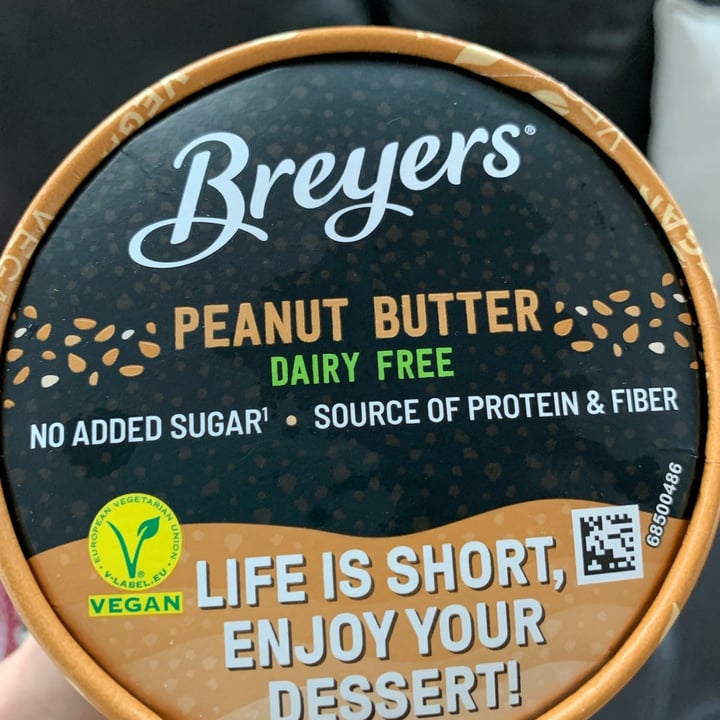 Breyers®
PEANUT BUTTER
DAIRY FREE
NO ADDED SUGAR¹ • SOURCE OF PROTEIN & FIBER
EUROPEAN VEGETARIAN UNION
• V-LABEL.EU •
VEGAN
68500486
LIFE IS SHORT,
ENJOY YOUR
DESSERT!